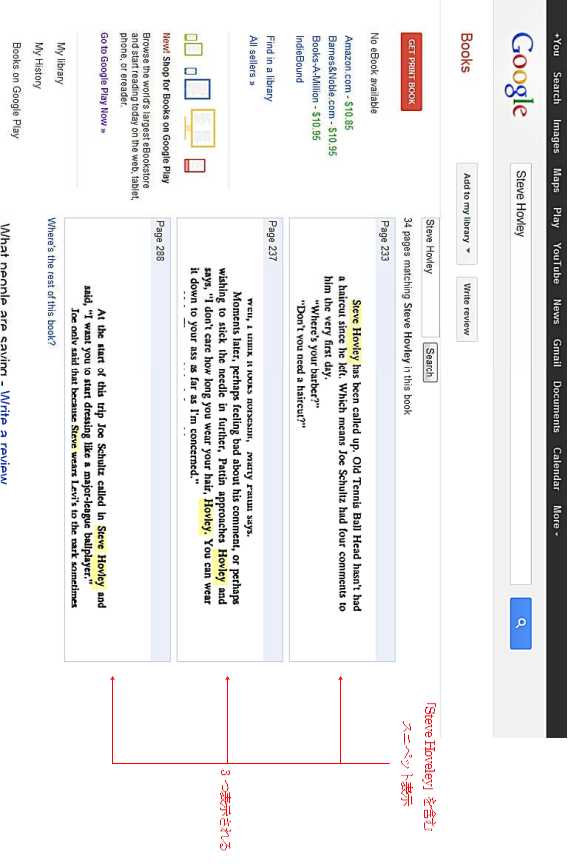 +You Search Images Maps Play YouTube News Gmail Documents Calendar More
Google
Steve Hovley
Books
Add to my library
Write review
GET PRINT BOOK
No eBook available
Amazon.com - $10.85
Barnes&Noble.com - $10.95
Books-A-Million - $10.95
IndieBound
Find in a library
All sellers »
New! Shop for Books on Google Play
Browse the world's largest eBookstore
and start reading today on the web, tablet,
phone, or ereader.
Go to Google Play Now »
My library
My History
Books on Google Play
Steve Hovley
Search
34 pages matching Steve Hovley in this book
Page 233
Steve Hovley has been called up. Old Tennis Ball Head hasn't had
a haircut since he left. Which means Joe Schultz had four comments to
him the very first day.
"Where's your barber?"
"Don't you need a haircut?"
Page 237
Well, I think it looks horseshit," Marty Pattin says.
Moments later, perhaps feeling bad about his comment, or perhaps
wishing to stick the needle in further, Pattin approaches Hovley and
says, "I don't care how long you wear your hair, Hovley. You can wear
it down to your ass as far as I'm concerned."
Page 288
At the start of this trip Joe Schultz called in Steve Hovley and
said, "I want you to start dressing like a major-league ballplayer."
Joe only said that because Steve wears Levi's to the park sometimes
Where's the rest of this book?
What people are saying - Write a review
「Steve Hoveley」を含む
スニペット表示
3つ表示される